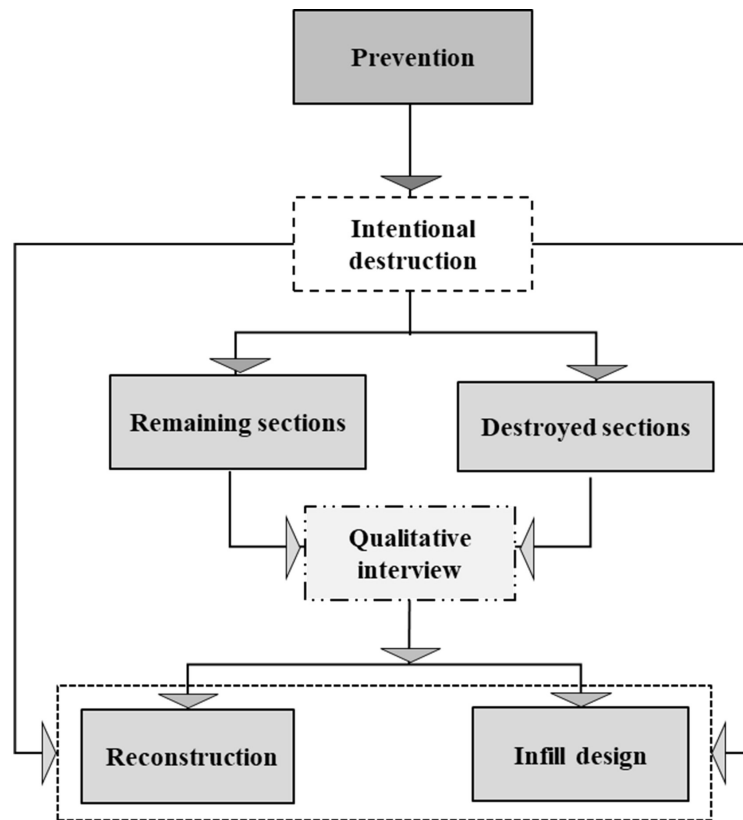 Prevention
Intentional
destruction
Remaining sections
Destroyed sections
Qualitative
interview
Reconstruction
Infill design